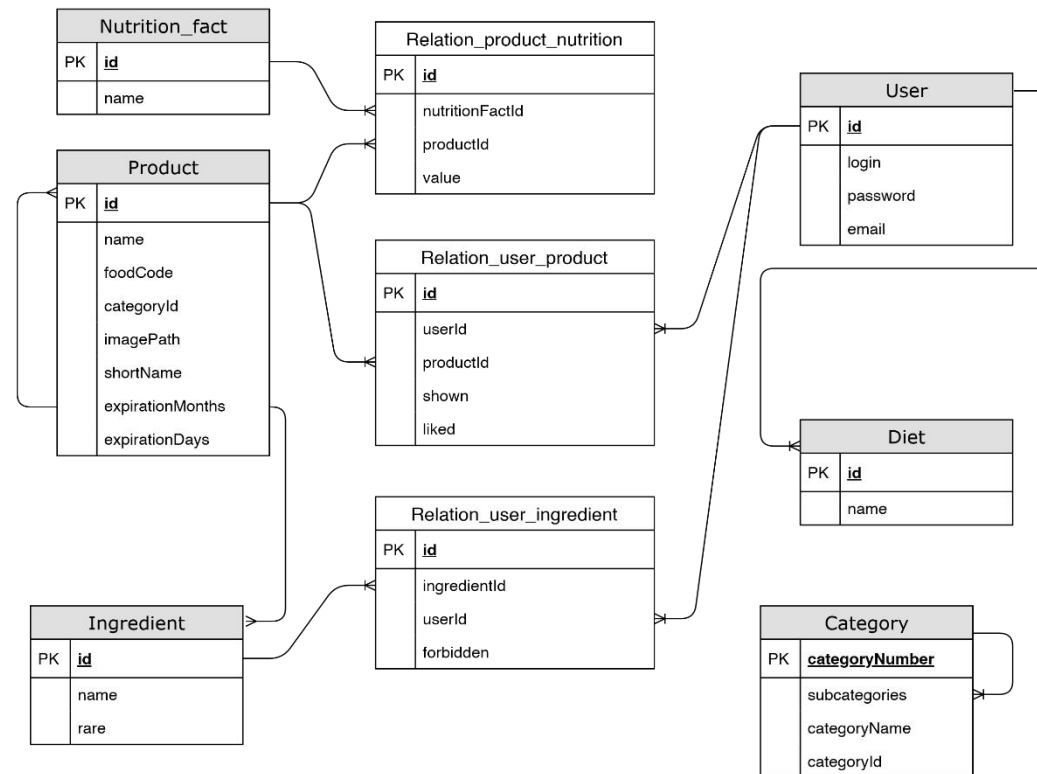 Nutrition_fact
PK id
name
Product
PK id
name
foodCode
categoryId
imagePath
shortName
expirationMonths
expirationDays
Ingredient
PK id
name
rare
Relation_product_nutrition
PK id
nutritionFactId
productId
value
Relation_user_product
PK id
userId
productId
shown
liked
Relation_user_ingredient
PK id
ingredientId
userId
forbidden
User
PK id
login
password
email
Diet
PK id
name
Category
PK categoryNumber
subcategories
categoryName
categoryId